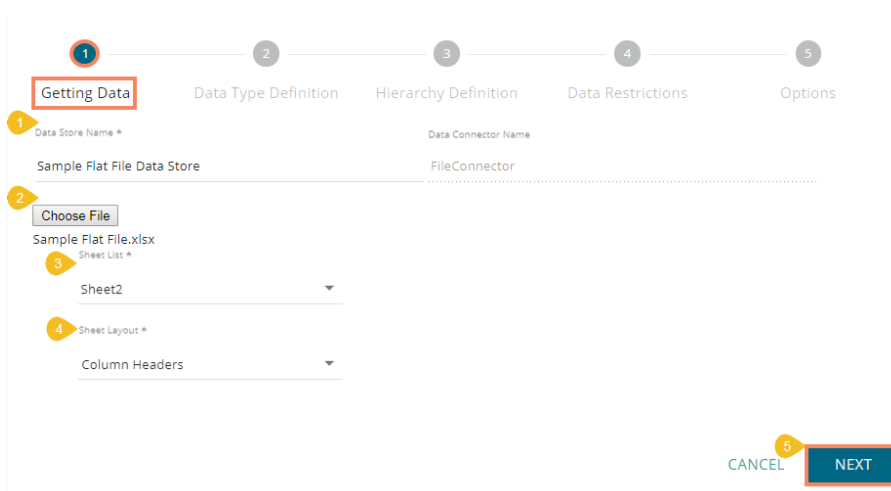 1 2 3 4 5
Getting Data Data Type Definition Hierarchy Definition Data Restrictions Options
1
Data Store Name * Data Connector Name
Sample Flat File Data Store FileConnector
2
Choose File
Sample Flat File.xlsx
3 Sheet List *
Sheet2
4 Sheet Layout *
Column Headers
5
CANCEL NEXT